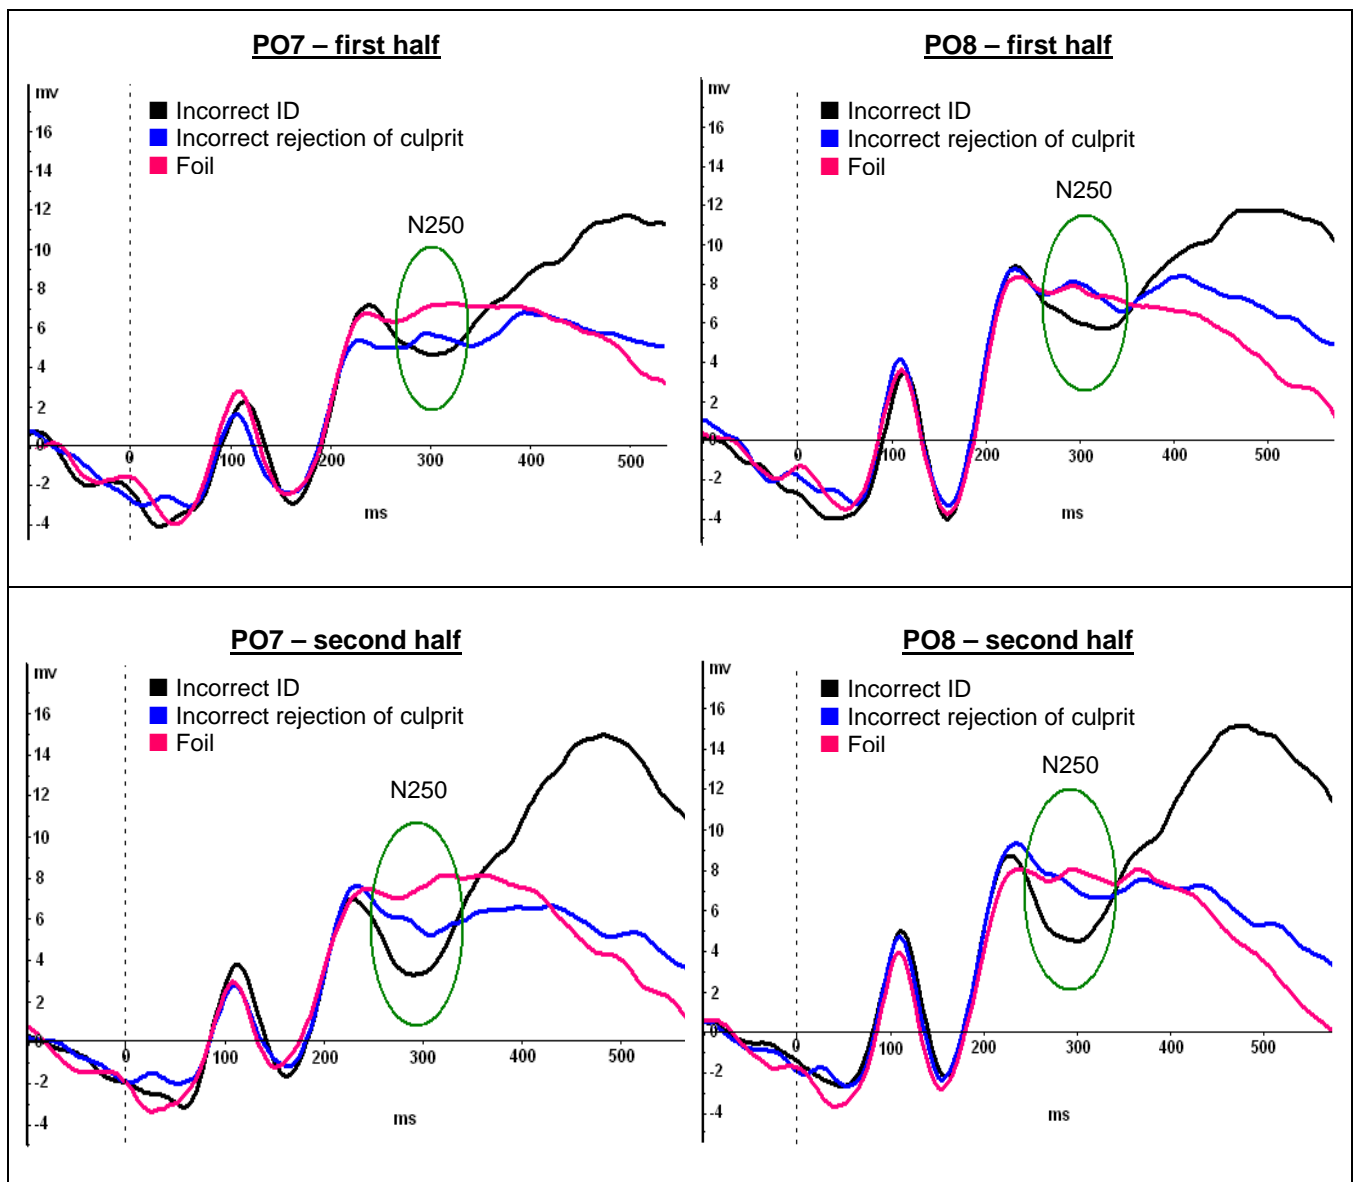 PO7 – first half
mv
16
14
12
10
8
6
4
2
0
-2
-4
Incorrect ID
Incorrect rejection of culprit
Foil
N250
0 100 200 300 400 500
ms
PO8 – first half
mv
16
14
12
10
8
6
4
2
0
-2
-4
Incorrect ID
Incorrect rejection of culprit
Foil
N250
0 100 200 300 400 500
ms
PO7 – second half
mv
16
14
12
10
8
6
4
2
0
-2
-4
Incorrect ID
Incorrect rejection of culprit
Foil
N250
0 100 200 300 400 500
ms
PO8 – second half
mv
16
14
12
10
8
6
4
2
0
-2
-4
Incorrect ID
Incorrect rejection of culprit
Foil
N250
0 100 200 300 400 500
ms